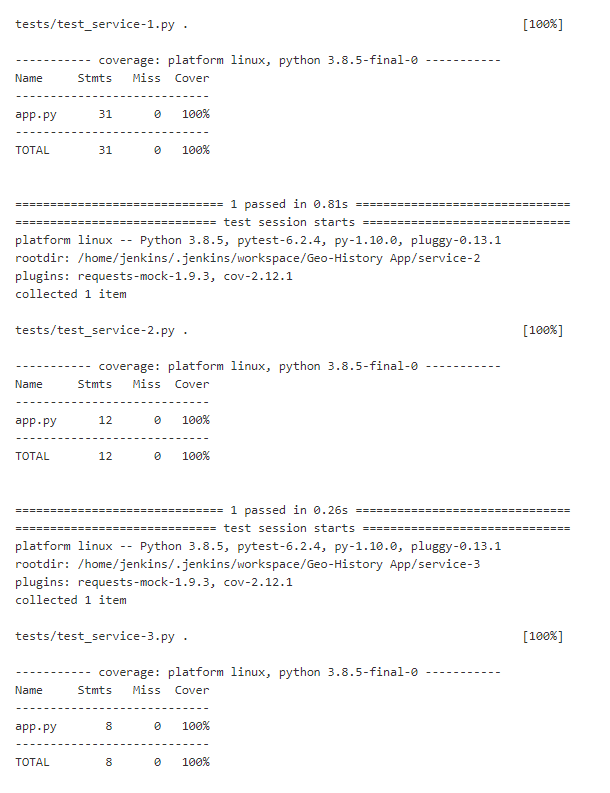 tests/test_service-1.py .                                                [100%]
----------- coverage: platform linux, python 3.8.5-final-0 -----------
Name     Stmts   Miss  Cover
----------------------------
app.py      31      0   100%
----------------------------
TOTAL       31      0   100%
============================== 1 passed in 0.81s ===============================
============================= test session starts ==============================
platform linux -- Python 3.8.5, pytest-6.2.4, py-1.10.0, pluggy-0.13.1
rootdir: /home/jenkins/.jenkins/workspace/Geo-History App/service-2
plugins: requests-mock-1.9.3, cov-2.12.1
collected 1 item
tests/test_service-2.py .                                                [100%]
----------- coverage: platform linux, python 3.8.5-final-0 -----------
Name     Stmts   Miss  Cover
----------------------------
app.py      12      0   100%
----------------------------
TOTAL       12      0   100%
============================== 1 passed in 0.26s ===============================
============================= test session starts ==============================
platform linux -- Python 3.8.5, pytest-6.2.4, py-1.10.0, pluggy-0.13.1
rootdir: /home/jenkins/.jenkins/workspace/Geo-History App/service-3
plugins: requests-mock-1.9.3, cov-2.12.1
collected 1 item
tests/test_service-3.py .                                                [100%]
----------- coverage: platform linux, python 3.8.5-final-0 -----------
Name     Stmts   Miss  Cover
----------------------------
app.py       8      0   100%
----------------------------
TOTAL        8      0   100%